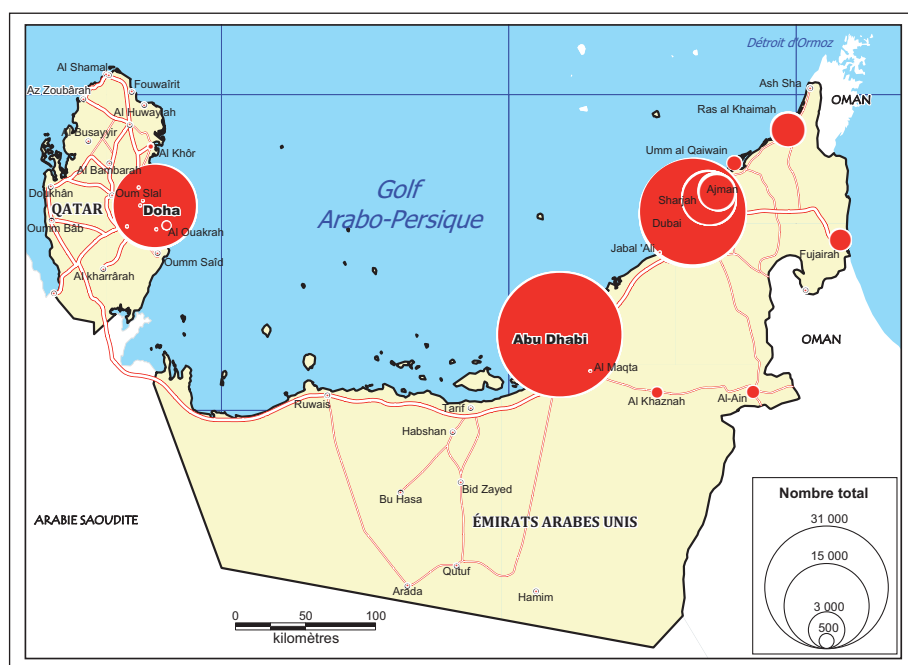 Détroit d'Ormoz
Al Shamal
Fouwaîrit
Az Zoubârah
Ash Sha
OMAN
Al Huwaylah
Ras al Khaimah
Al Busayyir
Al Khôr
Umm al Qaiwain
Al Bambarah
Golf
Arabo-Persique
Doukhân
Oum Slal
Ajman
Sharjah
QATAR
Doha
Dubai
Oumm Bâb
Al Ouakrah
Jabal 'Alî
Fujairah
Oumm Saîd
Al kharrârah
OMAN
Abu Dhabi
Al Maqta
Ruwais
Tarif
Al Khaznah
Al-Ain
Habshan
Bu Hasa
Bid Zayed
Nombre total
ARABIE SAOUDITE
ÉMIRATS ARABES UNIS
31 000
15 000
3 000
500
Qutuf
Arada
Hamim
0 50 100
kilomètres